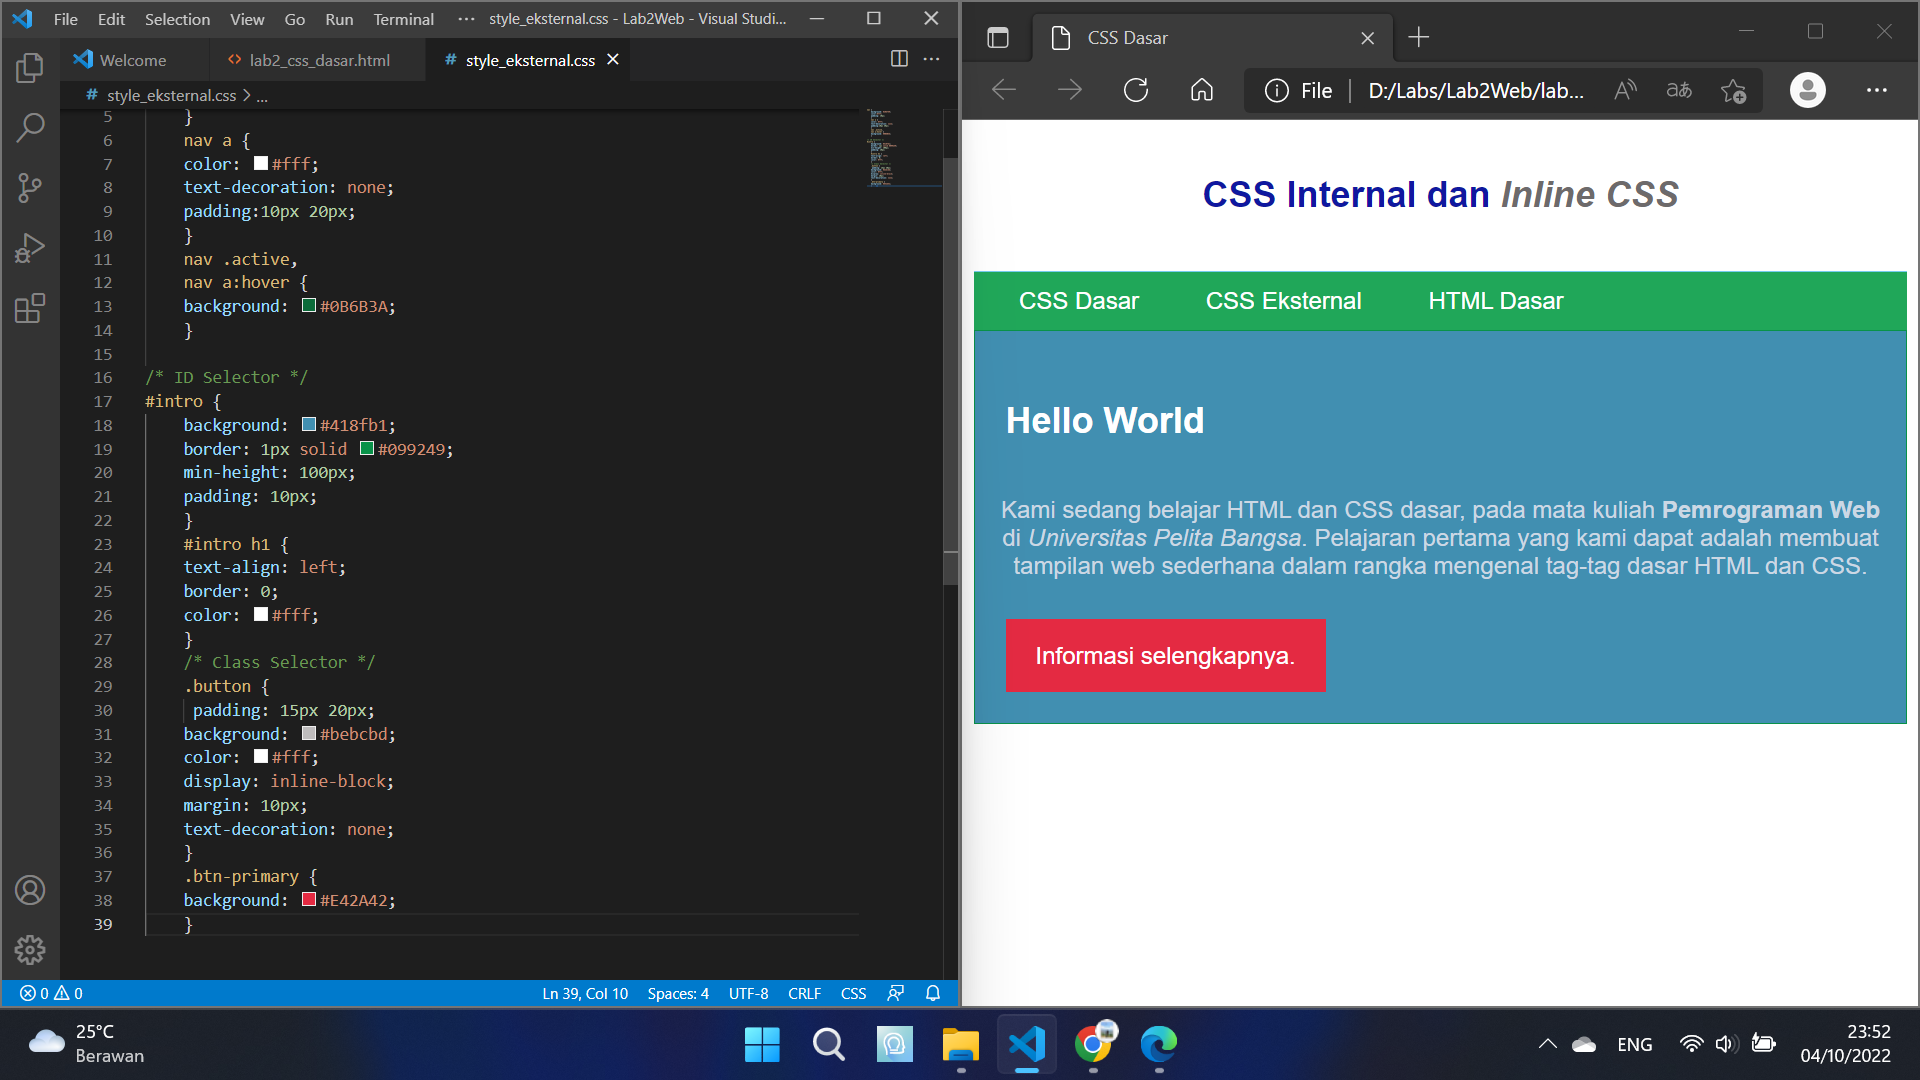 File Edit Selection View Go Run Terminal ··· style_eksternal.css - Lab2Web - Visual Studi...
Welcome <> lab2_css_dasar.html # style_eksternal.css
# style_eksternal.css > ...
5 }
6 nav a {
7 color: #fff;
8 text-decoration: none;
9 padding:10px 20px;
10 }
11 nav .active,
12 nav a:hover {
13 background: #0B6B3A;
14 }
15
16 /* ID Selector */
17 #intro {
18 background: #418fb1;
19 border: 1px solid #099249;
20 min-height: 100px;
21 padding: 10px;
22 }
23 #intro h1 {
24 text-align: left;
25 border: 0;
26 color: #fff;
27 }
28 /* Class Selector */
29 .button {
30 padding: 15px 20px;
31 background: #bebcbd;
32 color: #fff;
33 display: inline-block;
34 margin: 10px;
35 text-decoration: none;
36 }
37 .btn-primary {
38 background: #E42A42;
39 }
0 0 Ln 39, Col 10 Spaces: 4 UTF-8 CRLF CSS
CSS Dasar
File D:/Labs/Lab2Web/lab...
CSS Internal dan Inline CSS
CSS Dasar CSS Eksternal HTML Dasar
Hello World
Kami sedang belajar HTML dan CSS dasar, pada mata kuliah Pemrograman Web
di Universitas Pelita Bangsa. Pelajaran pertama yang kami dapat adalah membuat
tampilan web sederhana dalam rangka mengenal tag-tag dasar HTML dan CSS.
Informasi selengkapnya.
25°C
Berawan
ENG
23:52
04/10/2022